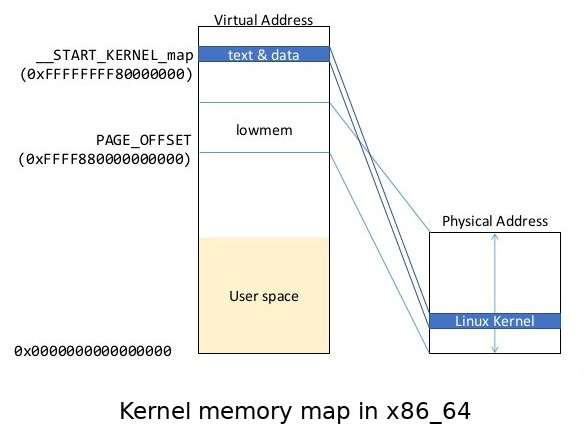 Virtual Address
__START_KERNEL_map
(0xFFFFFFFF80000000)
text & data
lowmem
PAGE_OFFSET
(0xFFFF880000000000)
Physical Address
User space
Linux Kernel
0x0000000000000000
Kernel memory map in x86_64